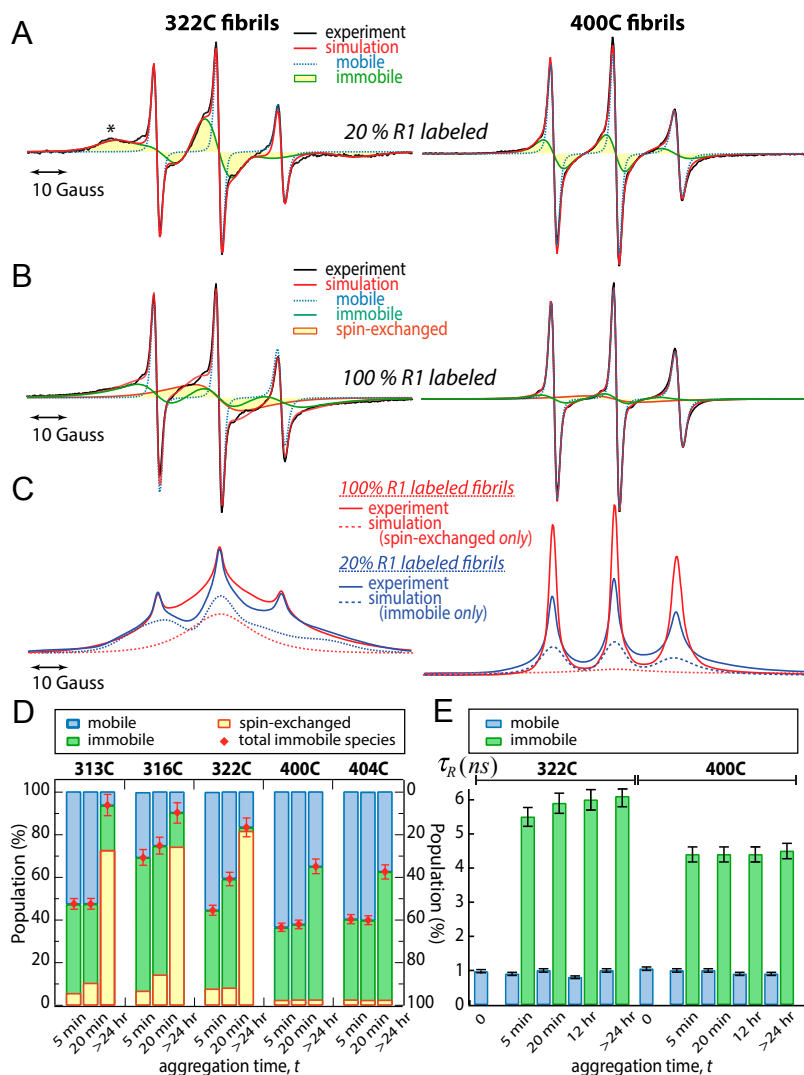 A
322C fibrils
400C fibrils
experiment
simulation
mobile
immobile
*
20 % R1 labeled
10 Gauss
B
experiment
simulation
mobile
immobile
spin-exchanged
100 % R1 labeled
10 Gauss
C
100% R1 labeled fibrils
experiment
simulation
(spin-exchanged only)
20% R1 labeled fibrils
experiment
simulation
(immobile only)
10 Gauss
D
mobile
spin-exchanged
immobile
total immobile species
313C 316C 322C 400C 404C
Population (%)
100
80
60
40
20
0
0
20
40
60
80
100
Population (%)
5 min 20 min >24 hr 5 min 20 min >24 hr 5 min 20 min >24 hr 5 min 20 min >24 hr 5 min 20 min >24 hr
aggregation time, t
E
mobile
immobile
τR (ns)
322C 400C
6
5
4
3
2
1
0
0 5 min 20 min 12 hr >24 hr 0 5 min 20 min 12 hr >24 hr
aggregation time, t